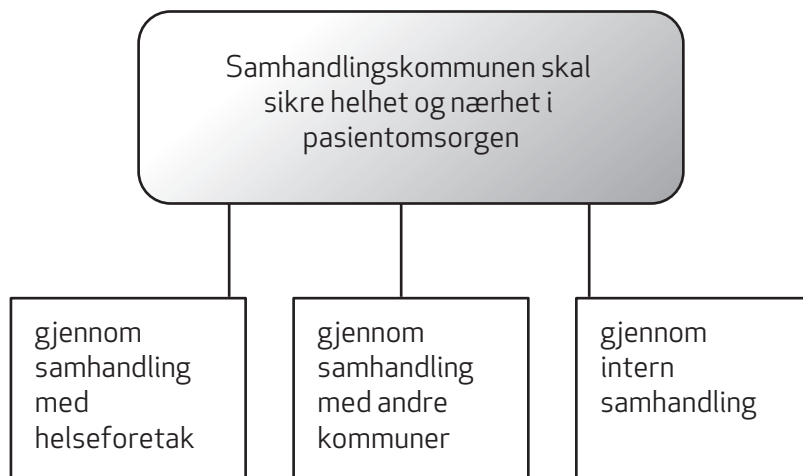 Samhandlingskommunen skal
sikre helhet og nærhet i
pasientomsorgen
gjennom
samhandling
med
helseforetak
gjennom
samhandling
med andre
kommuner
gjennom
intern
samhandling